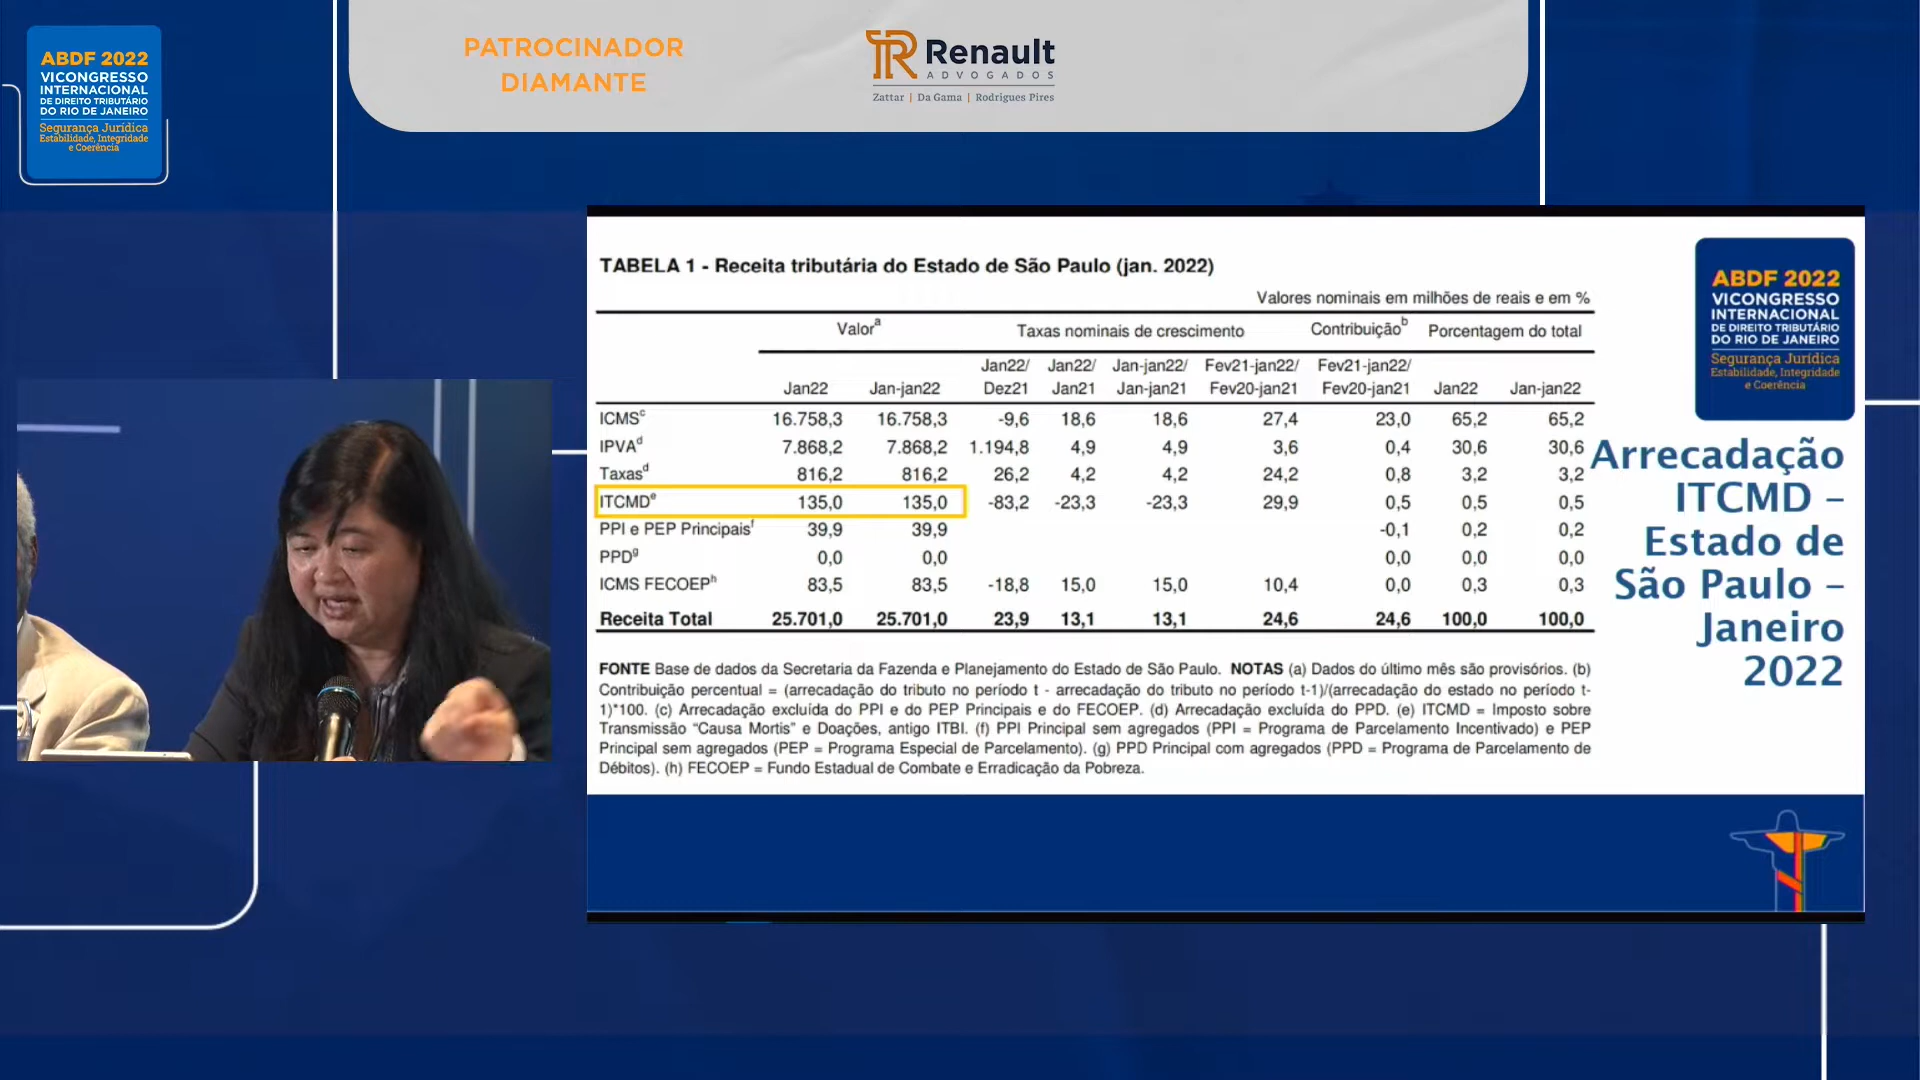 ABDF 2022
VICONGRESSO
INTERNACIONAL
DE DIREITO TRIBUTÁRIO
DO RIO DE JANEIRO
Segurança Jurídica
Estabilidade, Integridade
e Coerência
PATROCINADOR
DIAMANTE
Renault
ADVOGADOS
Zattar | Da Gama | Rodrigues Pires
TABELA 1 - Receita tributária do Estado de São Paulo (jan. 2022)
Valores nominais em milhões de reais e em %
Valorª Taxas nominais de crescimento Contribuiçãoᵇ Porcentagem do total
Jan22/ Jan22/ Jan-jan22/ Fev21-jan22/ Fev21-jan22/
Jan22 Jan-jan22 Dez21 Jan21 Jan-jan21 Fev20-jan21 Fev20-jan21 Jan22 Jan-jan22
ICMSᶜ 16.758,3 16.758,3 -9,6 18,6 18,6 27,4 23,0 65,2 65,2
IPVAᵈ 7.868,2 7.868,2 1.194,8 4,9 4,9 3,6 0,4 30,6 30,6
Taxasᵈ 816,2 816,2 26,2 4,2 4,2 24,2 0,8 3,2 3,2
ITCMDᵉ 135,0 135,0 -83,2 -23,3 -23,3 29,9 0,5 0,5 0,5
PPI e PEP Principaisᶠ 39,9 39,9 -0,1 0,2 0,2
PPDᵍ 0,0 0,0 0,0 0,0 0,0
ICMS FECOEPʰ 83,5 83,5 -18,8 15,0 15,0 10,4 0,0 0,3 0,3
Receita Total 25.701,0 25.701,0 23,9 13,1 13,1 24,6 24,6 100,0 100,0
FONTE Base de dados da Secretaria da Fazenda e Planejamento do Estado de São Paulo. NOTAS (a) Dados do último mês são provisórios. (b)
Contribuição percentual = (arrecadação do tributo no período t - arrecadação do tributo no período t-1)/(arrecadação do estado no período t-
1)*100. (c) Arrecadação excluída do PPI e do PEP Principais e do FECOEP. (d) Arrecadação excluída do PPD. (e) ITCMD = Imposto sobre
Transmissão "Causa Mortis" e Doações, antigo ITBI. (f) PPI Principal sem agregados (PPI = Programa de Parcelamento Incentivado) e PEP
Principal sem agregados (PEP = Programa Especial de Parcelamento). (g) PPD Principal com agregados (PPD = Programa de Parcelamento de
Débitos). (h) FECOEP = Fundo Estadual de Combate e Erradicação da Pobreza.
ABDF 2022
VICONGRESSO
INTERNACIONAL
DE DIREITO TRIBUTÁRIO
DO RIO DE JANEIRO
Segurança Jurídica
Estabilidade, Integridade
e Coerência
Arrecadação
ITCMD –
Estado de
São Paulo –
Janeiro
2022